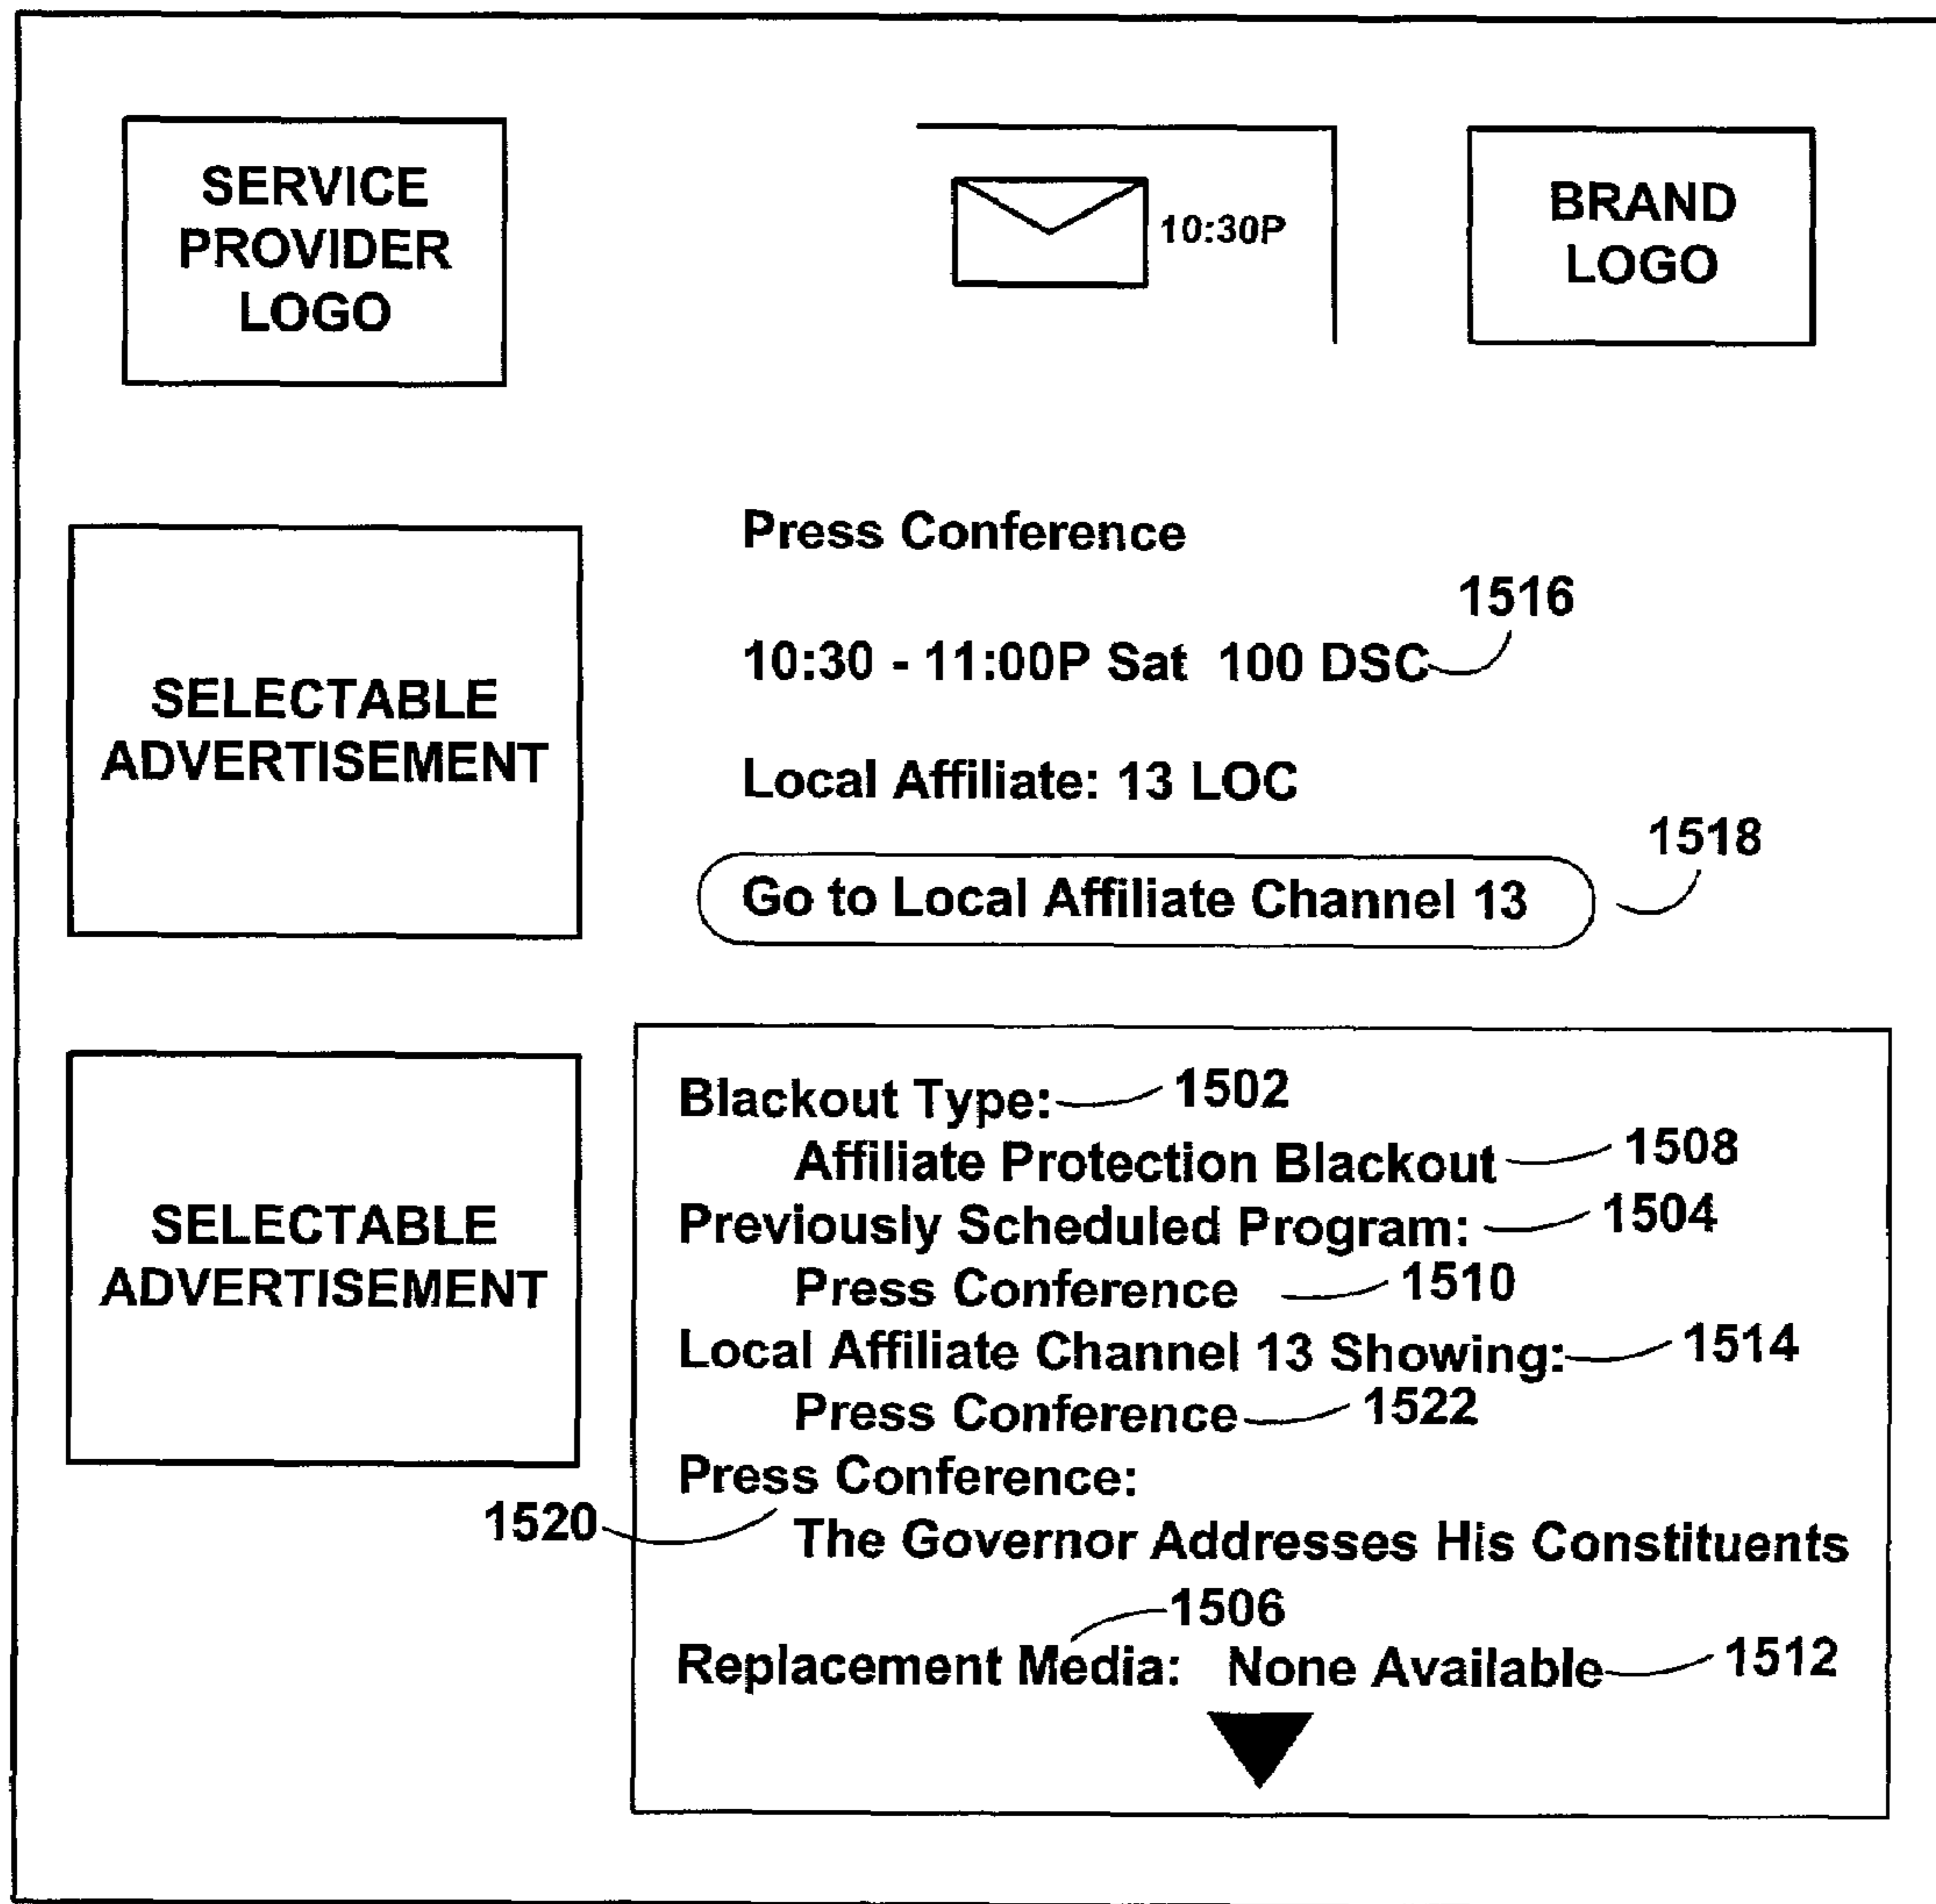 SERVICE
PROVIDER
LOGO
10:30P
BRAND
LOGO
Press Conference
1516
10:30 - 11:00P Sat 100 DSC
Local Affiliate: 13 LOC
1518
Go to Local Affiliate Channel 13
SELECTABLE
ADVERTISEMENT
SELECTABLE
ADVERTISEMENT
Blackout Type: 1502
Affiliate Protection Blackout 1508
Previously Scheduled Program: 1504
Press Conference 1510
Local Affiliate Channel 13 Showing: 1514
Press Conference 1522
Press Conference:
1520
The Governor Addresses His Constituents
1506
Replacement Media: None Available 1512